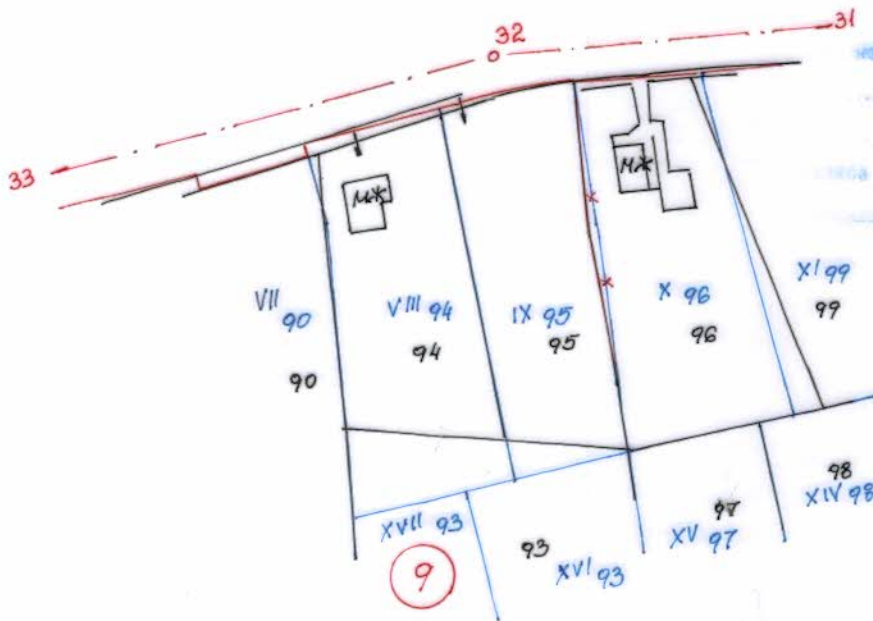 31
32
33
МЖ
МЖ
VII 90
VIII 94
IX 95
X 96
XI 99
90
94
95
96
99
XVII 93
93
XVI 93
97
XV 97
98
XIV 98
9